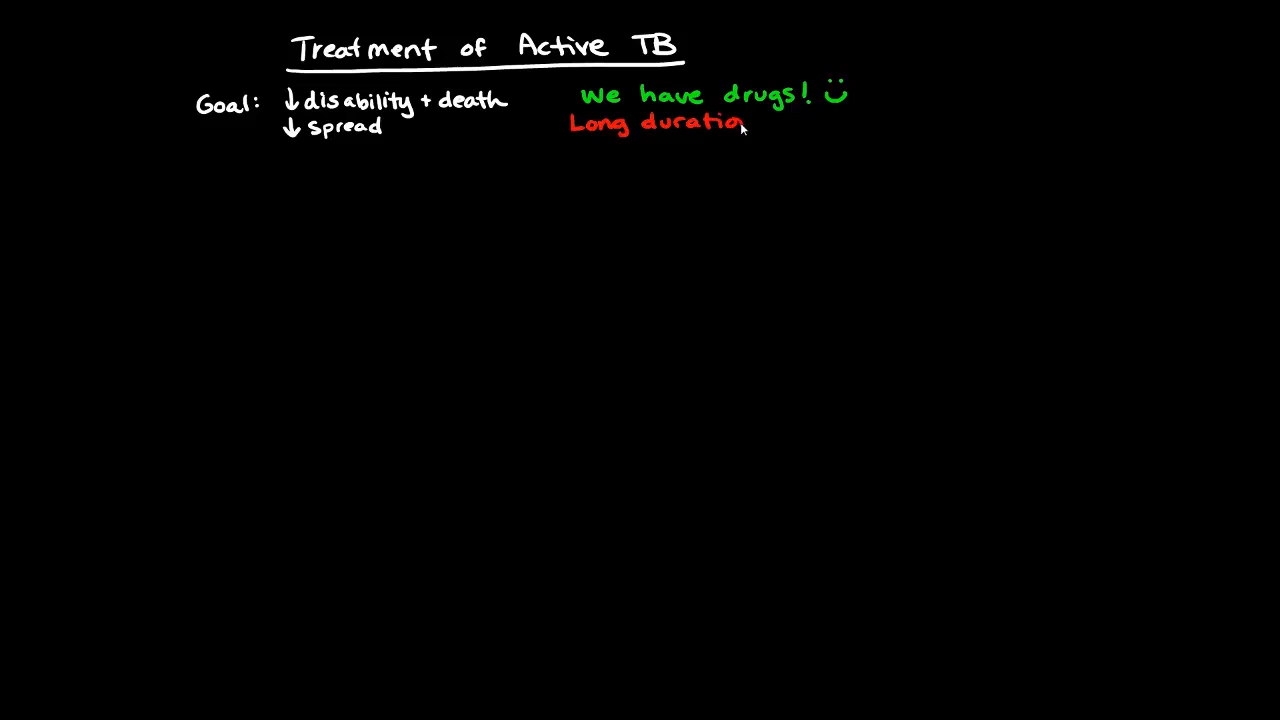 Treatment of Active TB
Goal: ↓ disability + death
↓ spread
We have drugs! ü
Long duratio